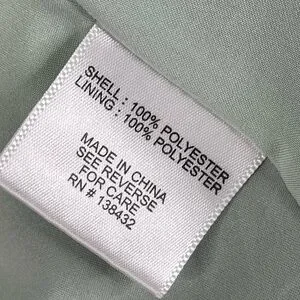 SHELL : 100% POLYESTER
LINING : 100% POLYESTER
MADE IN CHINA
SEE REVERSE
FOR CARE
RN # 138432